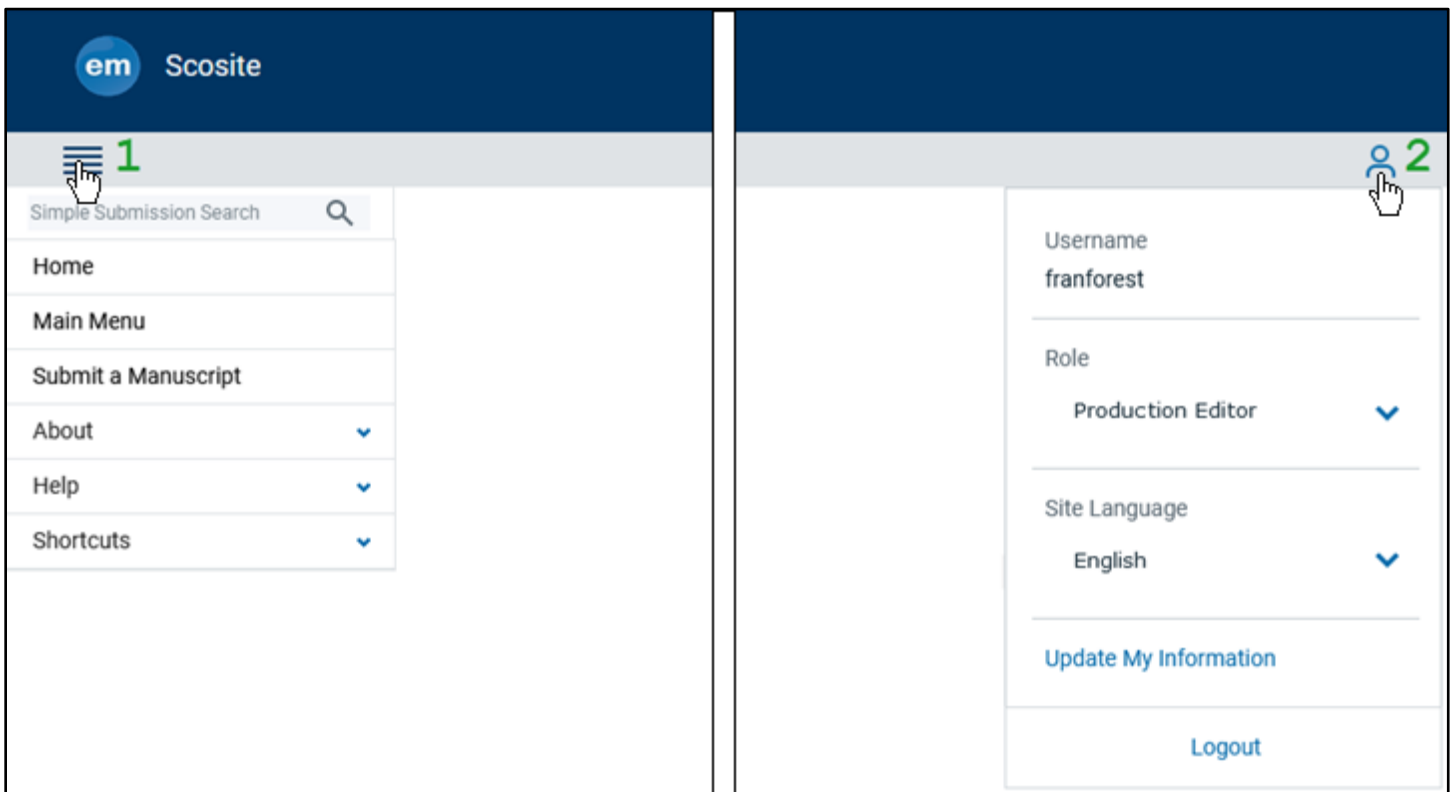 em Scosite
1
Simple Submission Search
Home
Main Menu
Submit a Manuscript
About
Help
Shortcuts
2
Username
franforest
Role
Production Editor
Site Language
English
Update My Information
Logout